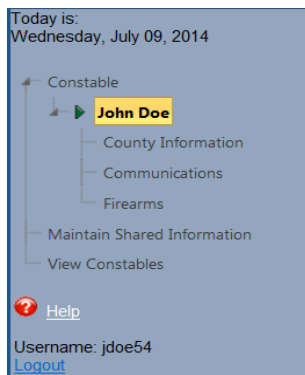 Today is:
Wednesday, July 09, 2014
Constable
John Doe
County Information
Communications
Firearms
Maintain Shared Information
View Constables
? Help
Username: jdoe54
Logout